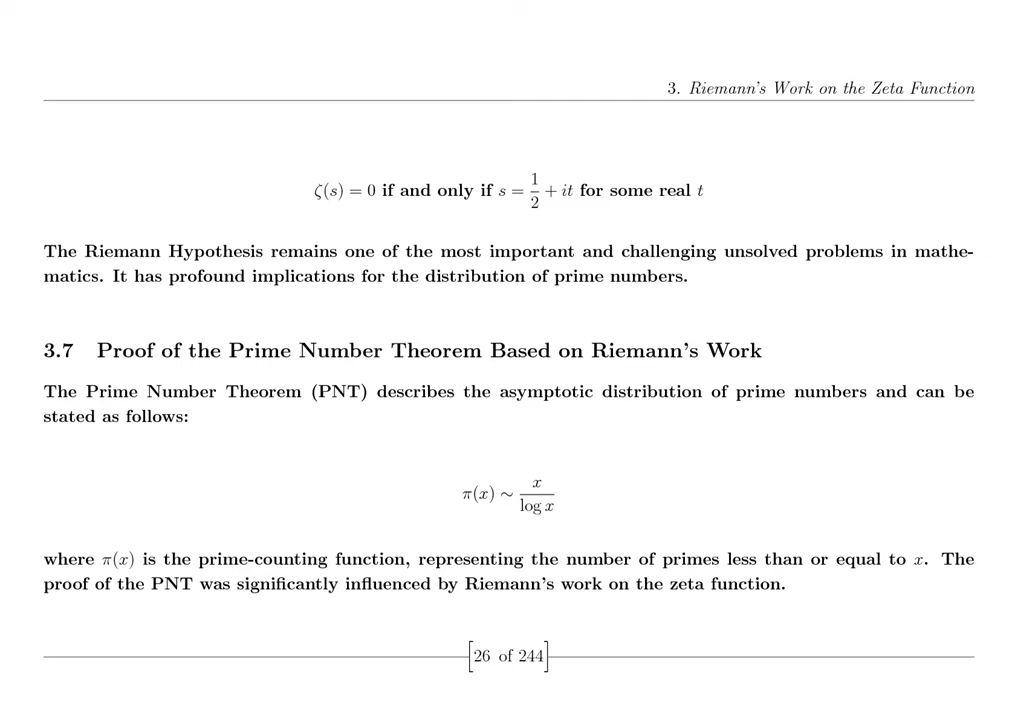 3. Riemann's Work on the Zeta Function
ζ(s) = 0 if and only if s = 1/2 + it for some real t
The Riemann Hypothesis remains one of the most important and challenging unsolved problems in mathe-
matics. It has profound implications for the distribution of prime numbers.
3.7 Proof of the Prime Number Theorem Based on Riemann's Work
The Prime Number Theorem (PNT) describes the asymptotic distribution of prime numbers and can be
stated as follows:
π(x) ∼ x/log x
where π(x) is the prime-counting function, representing the number of primes less than or equal to x. The
proof of the PNT was significantly influenced by Riemann's work on the zeta function.
[26 of 244]